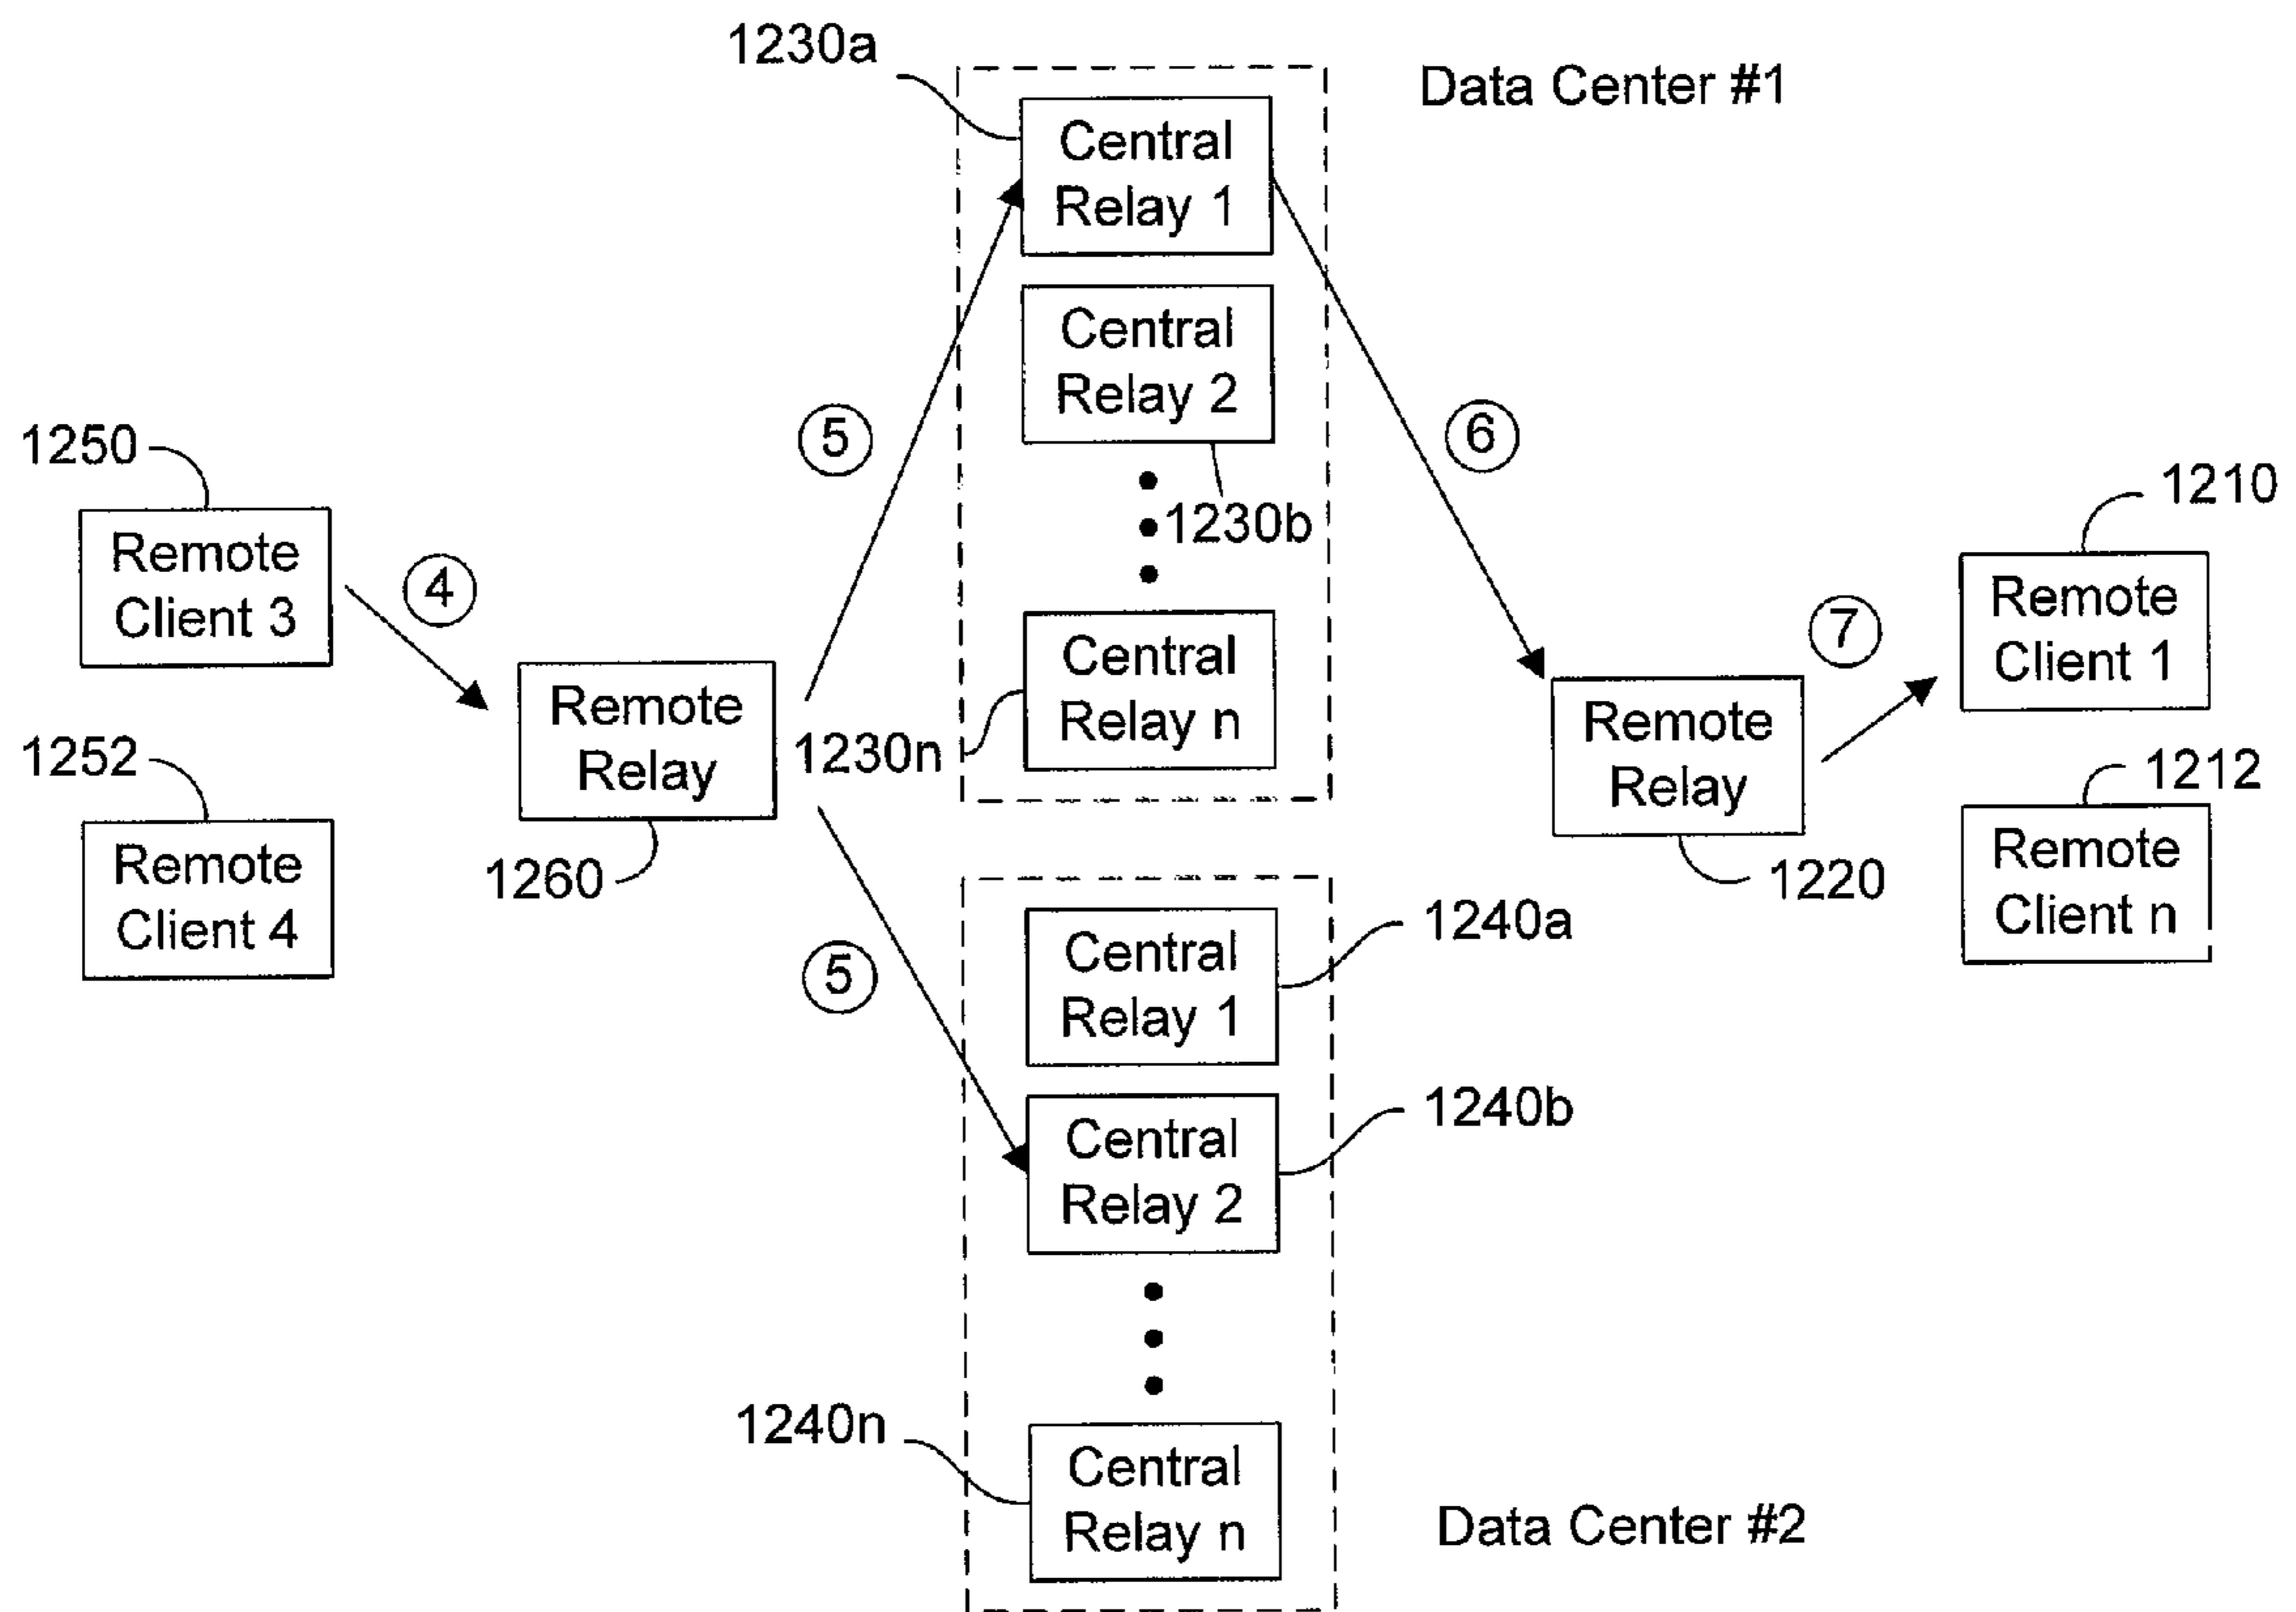 1230a
Data Center #1
Central
Relay 1
Central
Relay 2
1230b
Central
Relay n
1230n
5
6
1250
Remote
Client 3
4
1252
Remote
Client 4
Remote
Relay
1260
5
Remote
Relay
1220
7
1210
Remote
Client 1
1212
Remote
Client n
Central
Relay 1
1240a
Central
Relay 2
1240b
1240n
Central
Relay n
Data Center #2